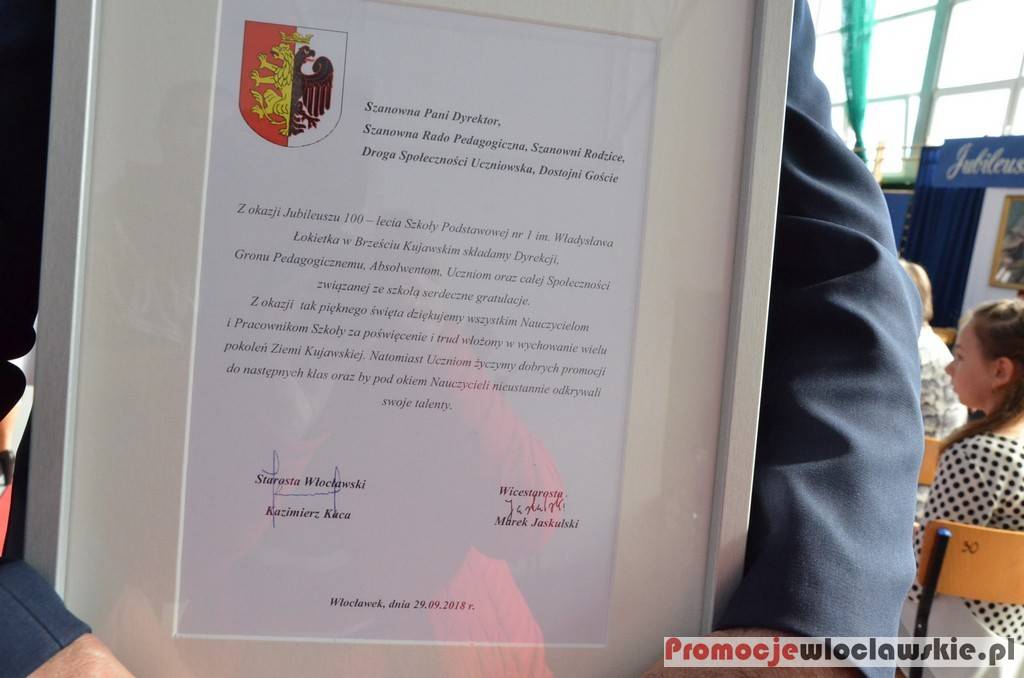 Szanowna Pani Dyrektor,
Szanowna Rado Pedagogiczna, Szanowni Rodzice,
Droga Społeczności Uczniowska, Dostojni Goście
Z okazji Jubileuszu 100 – lecia Szkoły Podstawowej nr 1 im. Władysława
Łokietka w Brześciu Kujawskim składamy Dyrekcji,
Gronu Pedagogicznemu, Absolwentom, Uczniom oraz całej Społeczności
związanej ze szkołą serdeczne gratulacje.
Z okazji tak pięknego święta dziękujemy wszystkim Nauczycielom
i Pracownikom Szkoły za poświęcenie i trud włożony w wychowanie wielu
pokoleń Ziemi Kujawskiej. Natomiast Uczniom życzymy dobrych promocji
do następnych klas oraz by pod okiem Nauczycieli nieustannie odkrywali
swoje talenty.
Starosta Włocławski
Kazimierz Kaca
Wicestarosta
Jaskulski
Marek Jaskulski
Włocławek, dnia 29.09.2018 r.
Jubileus
30
Promocjewloclawskie.pl